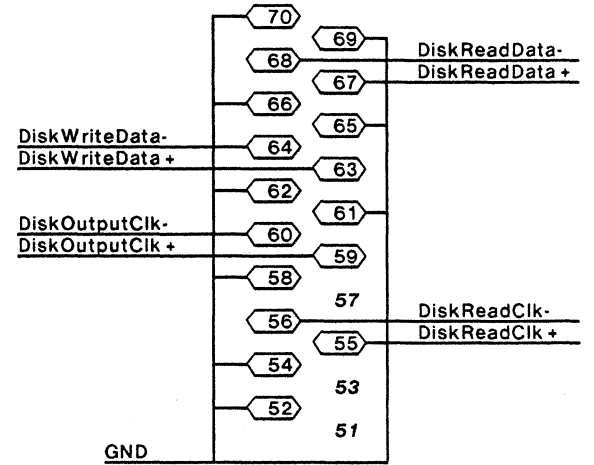 70
69
68 DiskReadData-
67 DiskReadData +
66
65
DiskWriteData- 64
DiskWriteData + 63
62
61
DiskOutputClk- 60
DiskOutputClk + 59
58
57
56 DiskReadClk-
55 DiskReadClk +
54
53
52
51
GND